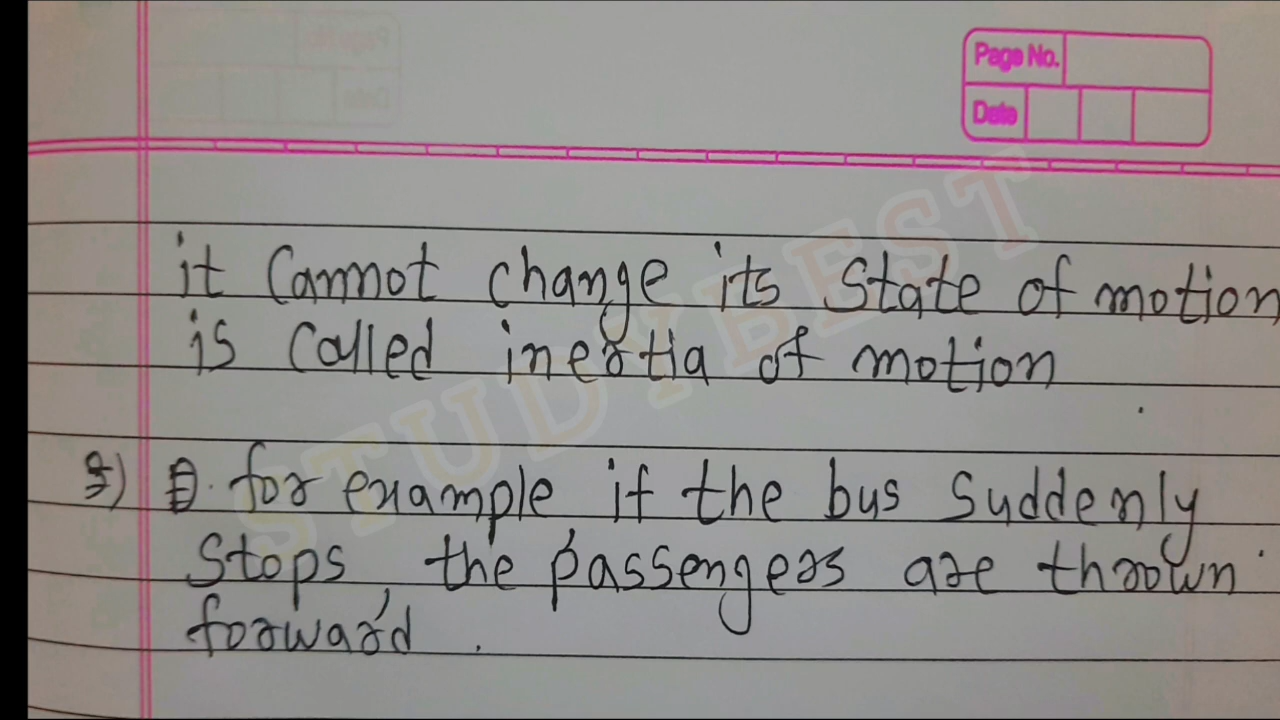 Page No.
Date
it Cannot change its State of motion
is Called inertia of motion
for example if the bus Suddenly
Stops, the passengers are thrown
forward.
STUDYBEST